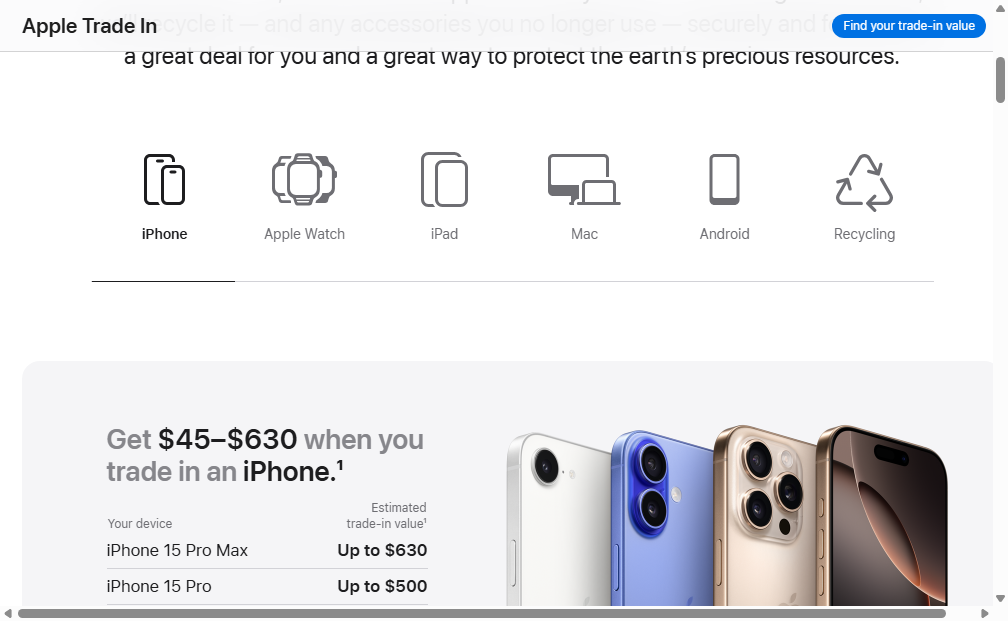 Apple Trade In
Find your trade-in value
recycle it — and any accessories you no longer use — securely and
a great deal for you and a great way to protect the earth's precious resources.
iPhone
Apple Watch
iPad
Mac
Android
Recycling
Get $45–$630 when you
trade in an iPhone.¹
Your device
Estimated
trade-in value¹
iPhone 15 Pro Max
Up to $630
iPhone 15 Pro
Up to $500